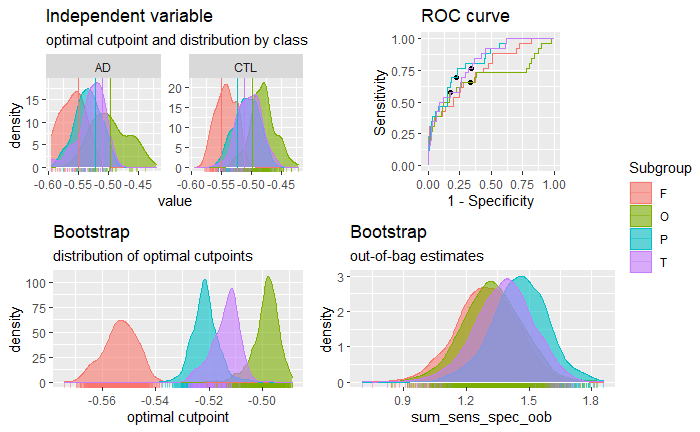 Independent variable
optimal cutpoint and distribution by class
AD
CTL
density
15
10
5
0
20
15
10
5
0
-0.60 -0.55 -0.50 -0.45
-0.60 -0.55 -0.50 -0.45
value
ROC curve
Sensitivity
1.00
0.75
0.50
0.25
0.00
0.00 0.25 0.50 0.75 1.00
1 - Specificity
Subgroup
F
O
P
T
Bootstrap
distribution of optimal cutpoints
density
100
75
50
25
0
-0.56 -0.54 -0.52 -0.50
optimal cutpoint
Bootstrap
out-of-bag estimates
density
3
2
1
0
0.9 1.2 1.5 1.8
sum_sens_spec_oob